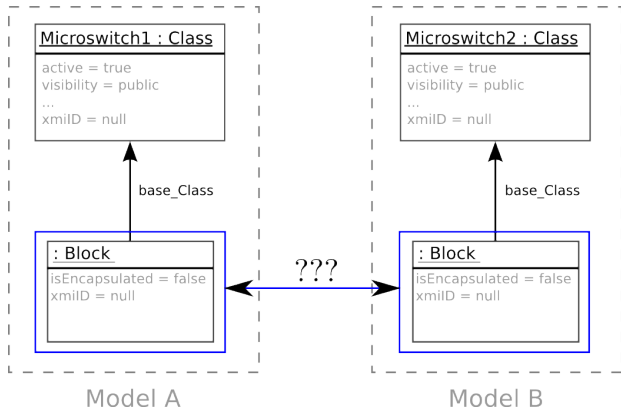 Microswitch1 : Class
active = true
visibility = public
...
xmiID = null
base_Class
: Block
isEncapsulated = false
xmiID = null
Model A
???
Microswitch2 : Class
active = true
visibility = public
...
xmiID = null
base_Class
: Block
isEncapsulated = false
xmiID = null
Model B